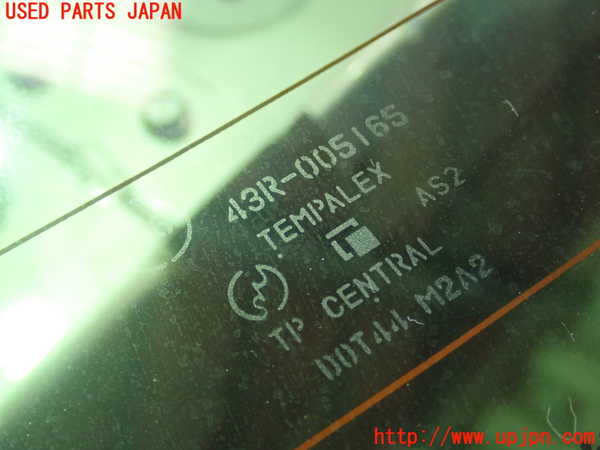 USED PARTS JAPAN
43R-005165
TEMPALEX
AS2
TP CENTRAL
DOT44 M2A2
http://www.upjpn.com